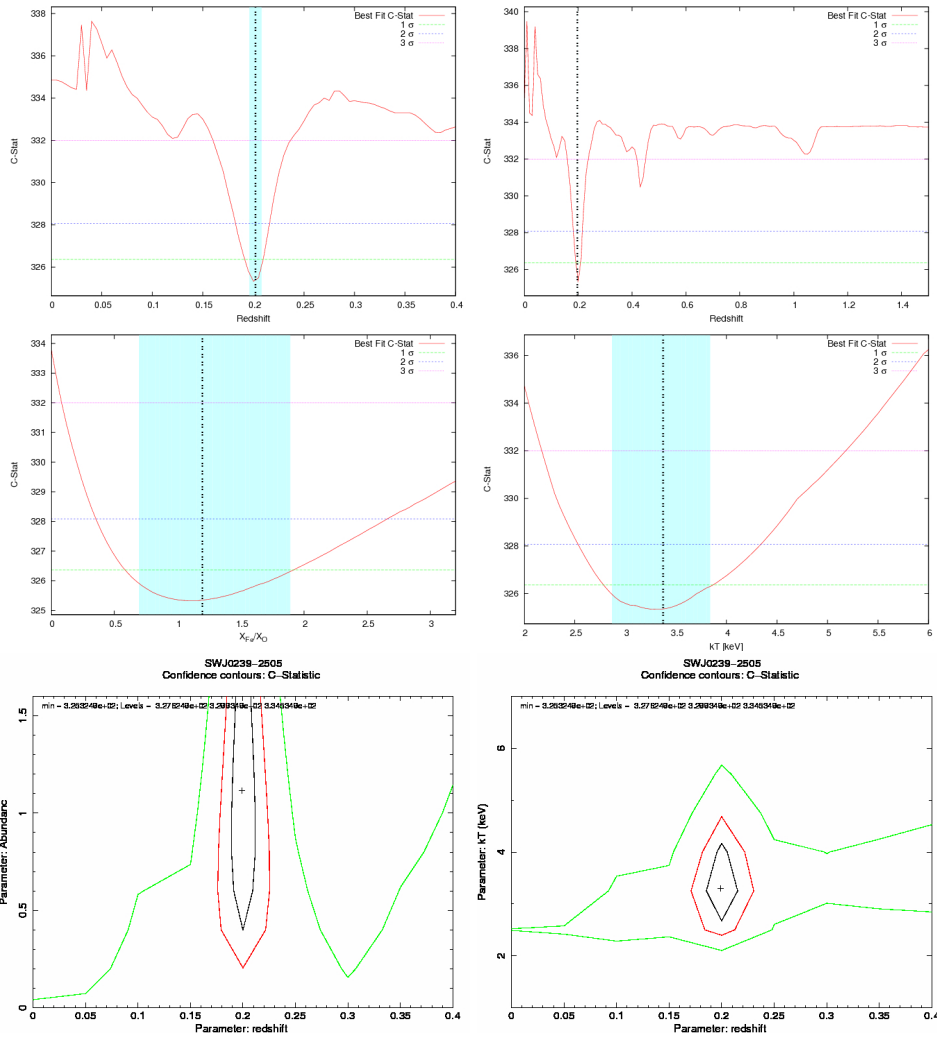 338
336
334
332
330
328
326
C-Stat
Best Fit C-Stat
1 σ
2 σ
3 σ
0 0.05 0.1 0.15 0.2 0.25 0.3 0.35 0.4
Redshift
340
338
336
334
332
330
328
326
C-Stat
Best Fit C-Stat
1 σ
2 σ
3 σ
0 0.2 0.4 0.6 0.8 1 1.2 1.4
Redshift
334
333
332
331
330
329
328
327
326
325
C-Stat
Best Fit C-Stat
1 σ
2 σ
3 σ
0 0.5 1 1.5 2 2.5 3
X_Fe/X_O
336
334
332
330
328
326
C-Stat
Best Fit C-Stat
1 σ
2 σ
3 σ
2 2.5 3 3.5 4 4.5 5 5.5 6
kT [keV]
SWJ0239-2505
Confidence contours: C-Statistic
Levels -
1.5
1
0.5
0
Parameter: Abundanc
0 0.05 0.1 0.15 0.2 0.25 0.3 0.35 0.4
Parameter: redshift
SWJ0239-2505
Confidence contours: C-Statistic
Levels -
6
4
2
Parameter: kT (keV)
0 0.05 0.1 0.15 0.2 0.25 0.3 0.35 0.4
Parameter: redshift